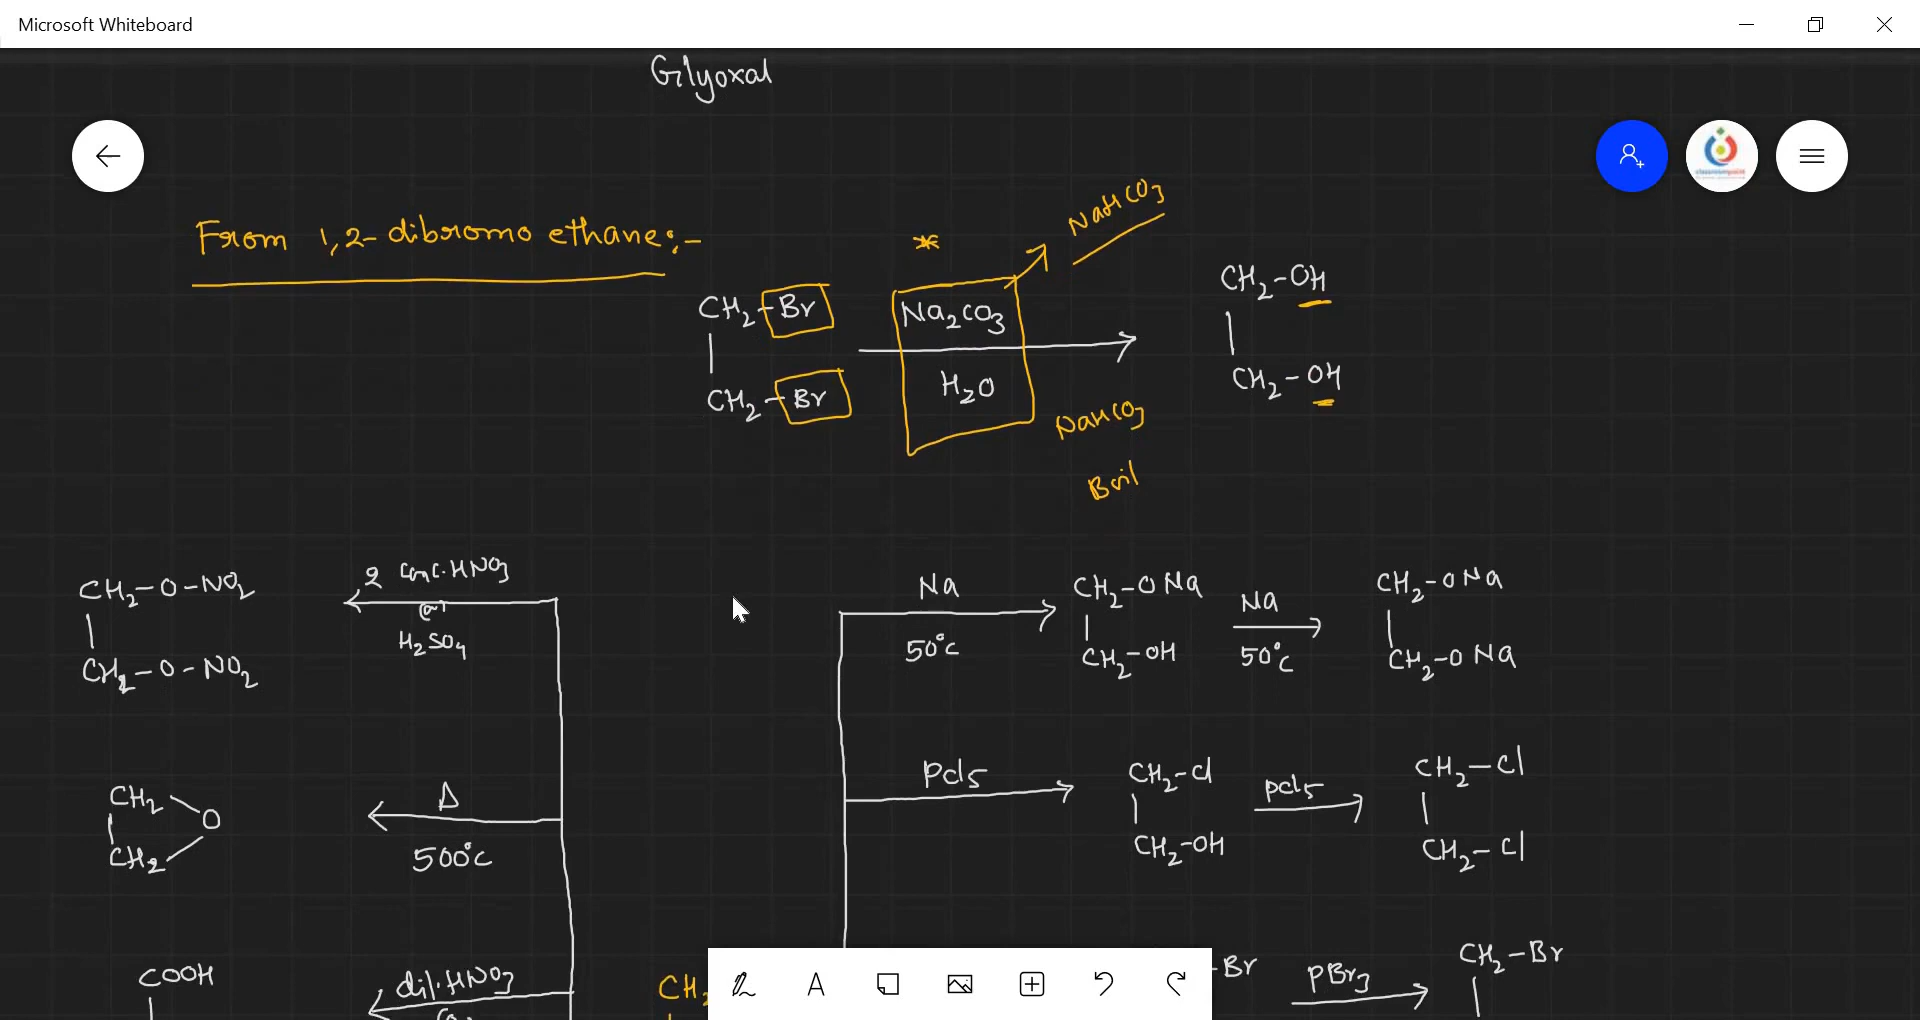 Microsoft Whiteboard
Gilyoxal
From 1,2-dibromo ethane:-
*
NaHCO3
CH2-Br
Na2CO3
CH2-OH
CH2-Br
H2O
CH2-OH
NaHCO3
Boil
CH2-O-NO2
2 Conc. HNO3
(or)
H2SO4
CH2-O-NO2
Na
50°C
CH2-ONa
CH2-OH
Na
50°C
CH2-ONa
CH2-ONa
CH2
O
CH2
Δ
500°C
PCl5
CH2-Cl
CH2-OH
PCl5
CH2-Cl
CH2-Cl
COOH
dil. HNO3
CH2
-Br
PBr3
CH2-Br